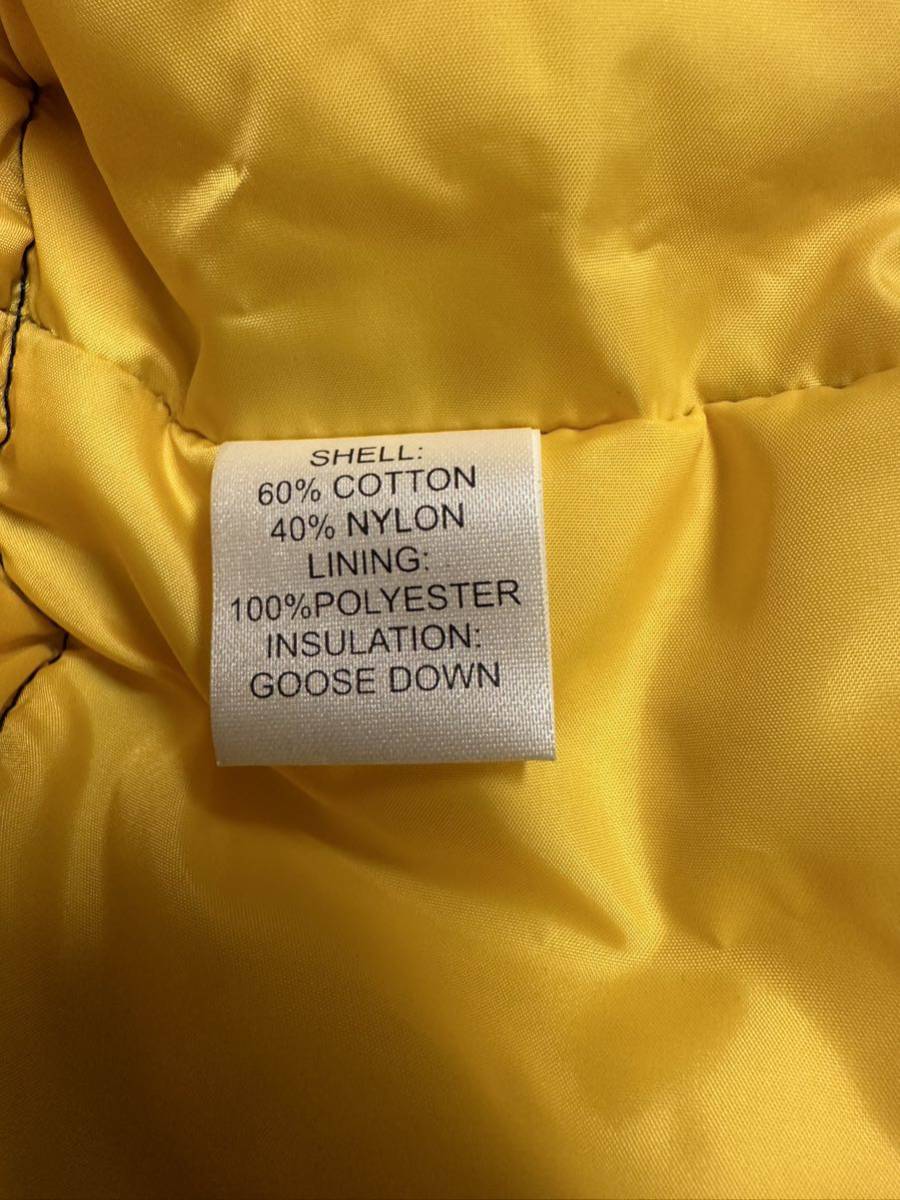 SHELL:
60% COTTON
40% NYLON
LINING:
100%POLYESTER
INSULATION:
GOOSE DOWN